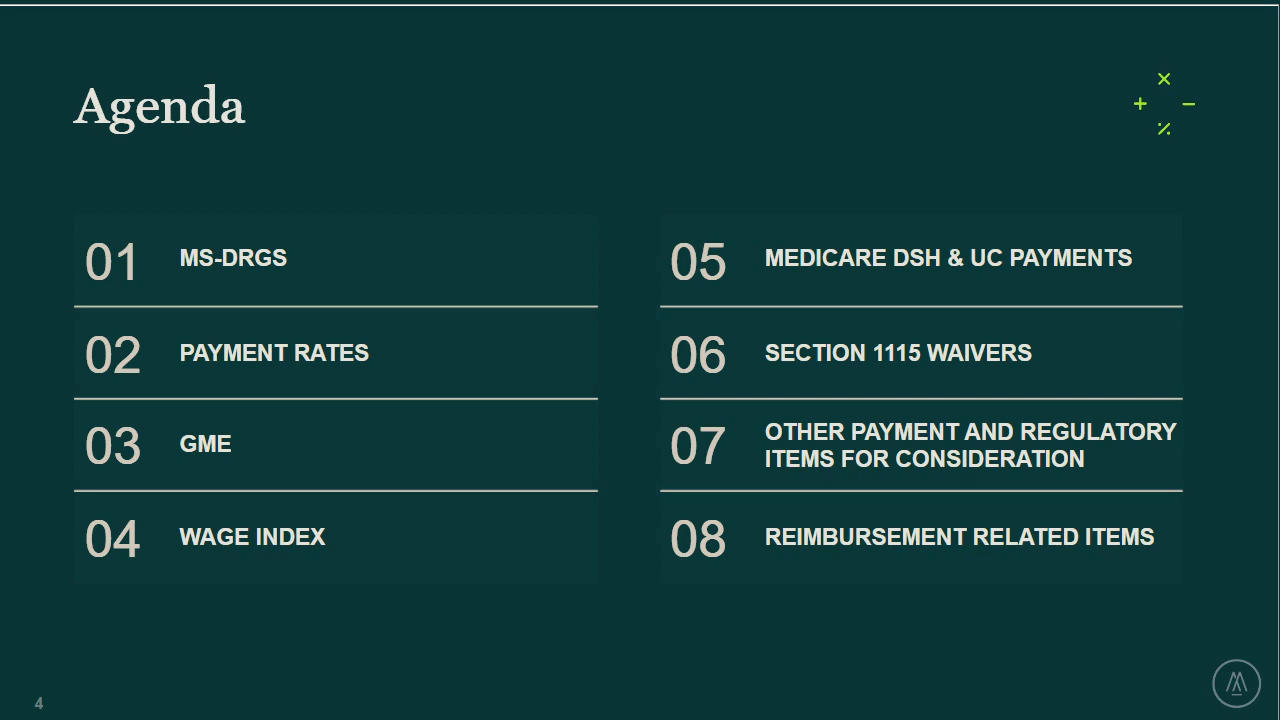 Agenda
01 MS-DRGS
02 PAYMENT RATES
03 GME
04 WAGE INDEX
05 MEDICARE DSH & UC PAYMENTS
06 SECTION 1115 WAIVERS
07 OTHER PAYMENT AND REGULATORY
ITEMS FOR CONSIDERATION
08 REIMBURSEMENT RELATED ITEMS
4